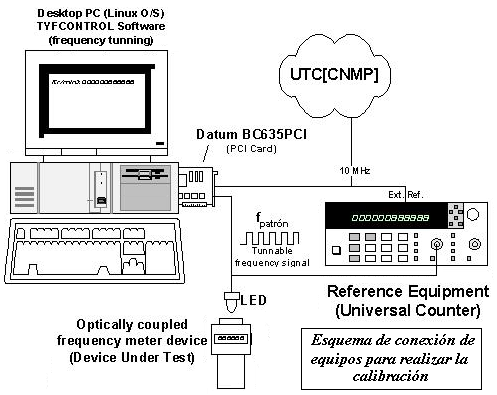 Desktop PC (Linux O/S)
TYFCONTROL Software
(frequency tunning)
UTC[CNMP]
Datum BC635PCI
(PCI Card)
10 MHz
Ext. Ref.
f patrón
Tunnable
frequency signal
LED
Reference Equipment
(Universal Counter)
Optically coupled
frequency meter device
(Device Under Test)
Esquema de conexión de
equipos para realizar la
calibración